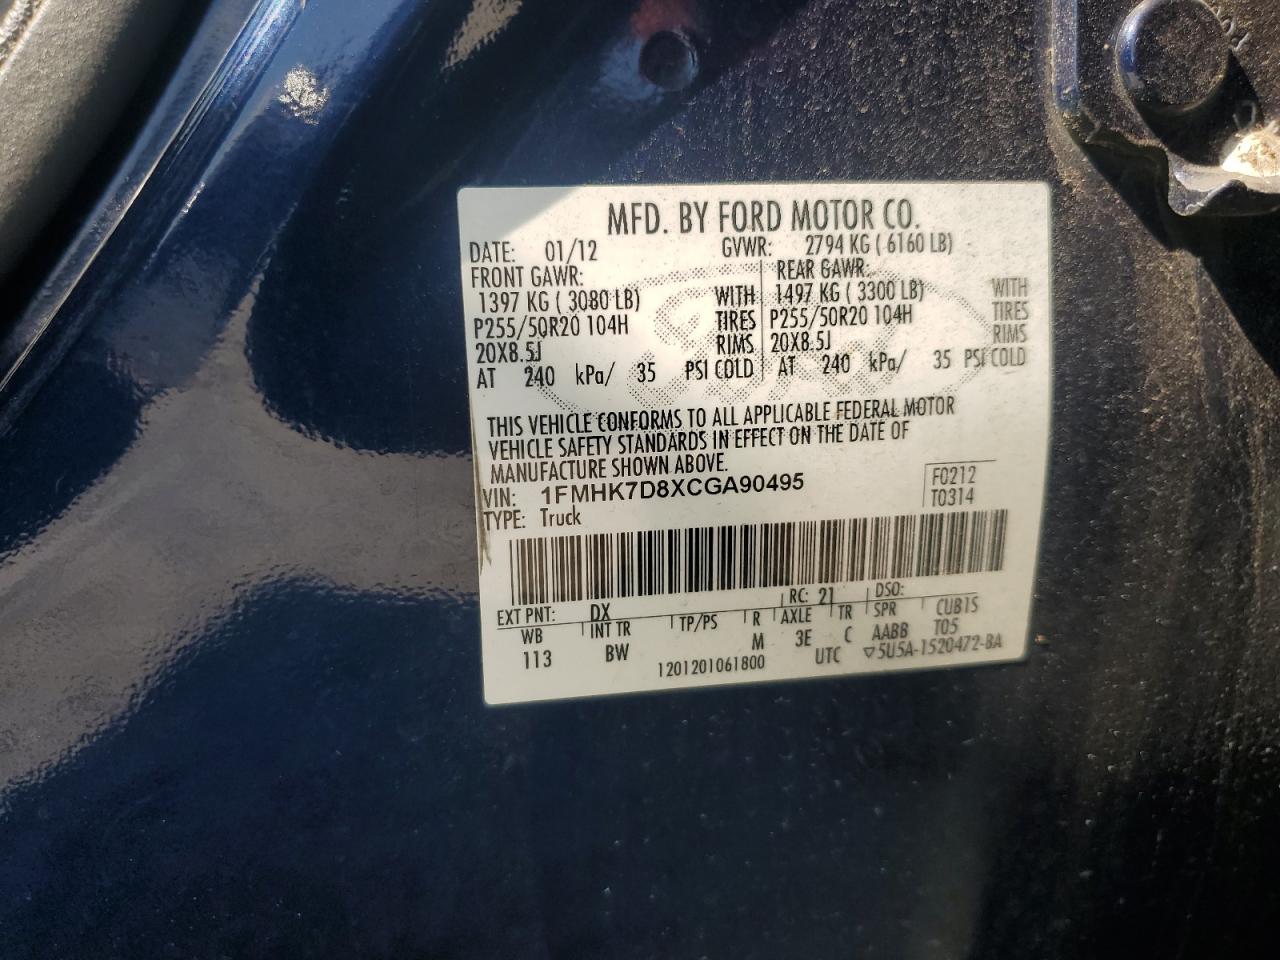 MFD. BY FORD MOTOR CO.
DATE: 01/12 GVWR: 2794 KG ( 6160 LB)
FRONT GAWR: REAR GAWR:
1397 KG ( 3080 LB) WITH 1497 KG ( 3300 LB) WITH
P255/50R20 104H TIRES P255/50R20 104H TIRES
20X8.5J RIMS 20X8.5J RIMS
AT 240 kPa/ 35 PSI COLD AT 240 kPa/ 35 PSI COLD
THIS VEHICLE CONFORMS TO ALL APPLICABLE FEDERAL MOTOR
VEHICLE SAFETY STANDARDS IN EFFECT ON THE DATE OF
MANUFACTURE SHOWN ABOVE.
VIN: 1FMHK7D8XCGA90495 F0212
TYPE: Truck T0314
EXT PNT: DX RC: 21 DSO:
WB INT TR TP/PS R AXLE TR SPR CUB1S
113 BW M 3E C AABB T05
1201201061800 UTC ▽5U5A-1520472-BA